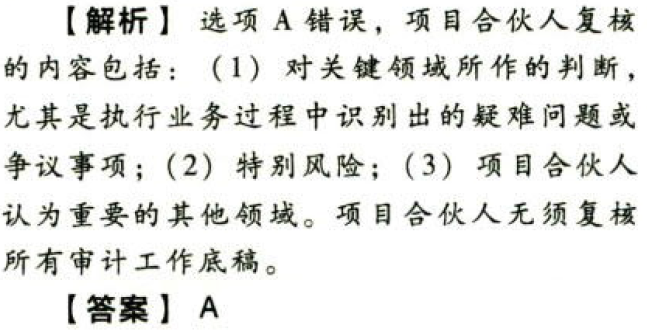 【解析】 选项 A 错误，项目合伙人复核
的内容包括：（1）对关键领域所作的判断，
尤其是执行业务过程中识别出的疑难问题或
争议事项；（2）特别风险；（3）项目合伙人
认为重要的其他领域。项目合伙人无须复核
所有审计工作底稿。
【答案】 A